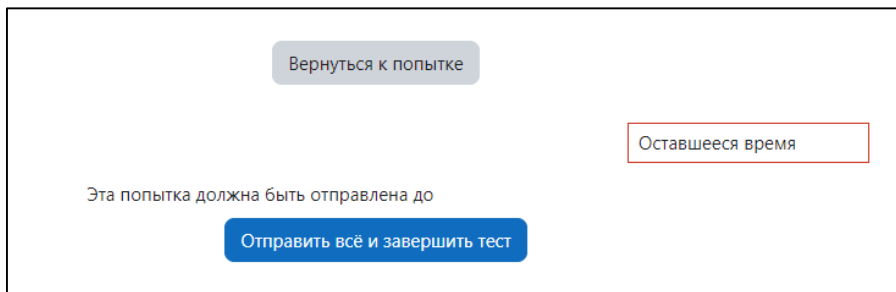 Вернуться к попытке
Оставшееся время
Эта попытка должна быть отправлена до
Отправить всё и завершить тест